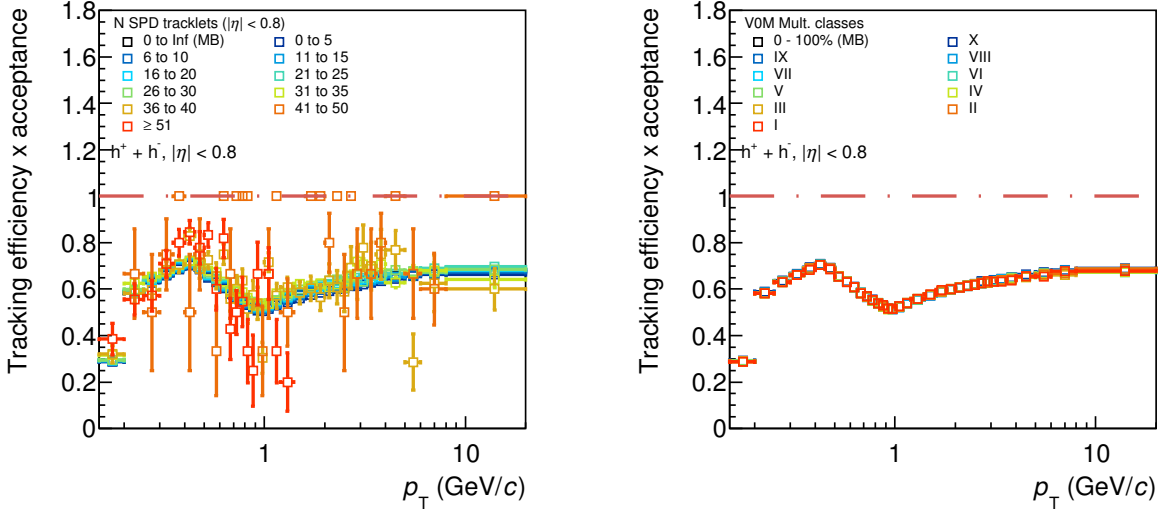 N SPD tracklets (|η| < 0.8)
0 to Inf (MB) 0 to 5
6 to 10 11 to 15
16 to 20 21 to 25
26 to 30 31 to 35
36 to 40 41 to 50
≥ 51
h⁺ + h⁻, |η| < 0.8
Tracking efficiency x acceptance
1.8
1.6
1.4
1.2
1
0.8
0.6
0.4
0.2
0
1 10
p_T (GeV/c)
V0M Mult. classes
0 - 100% (MB) X
IX VIII
VII VI
V IV
III II
I
h⁺ + h⁻, |η| < 0.8
Tracking efficiency x acceptance
1.8
1.6
1.4
1.2
1
0.8
0.6
0.4
0.2
0
1 10
p_T (GeV/c)